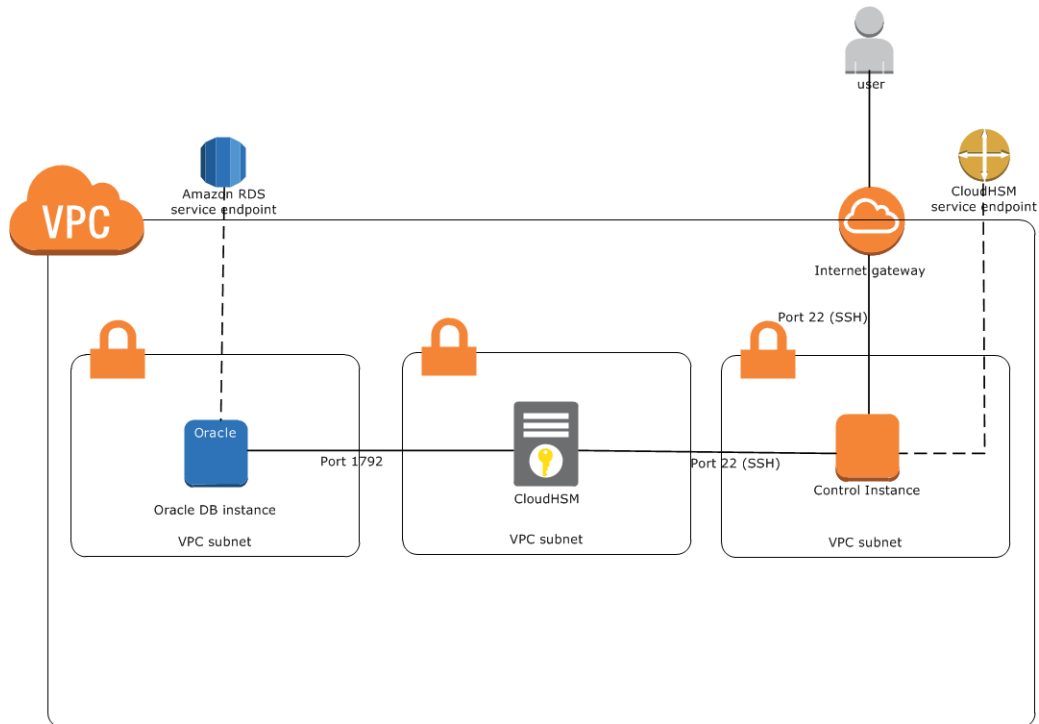 user
Amazon RDS
service endpoint
CloudHSM
service endpoint
VPC
Internet gateway
Port 22 (SSH)
Oracle
Port 1792
Port 22 (SSH)
Oracle DB instance
CloudHSM
Control Instance
VPC subnet
VPC subnet
VPC subnet